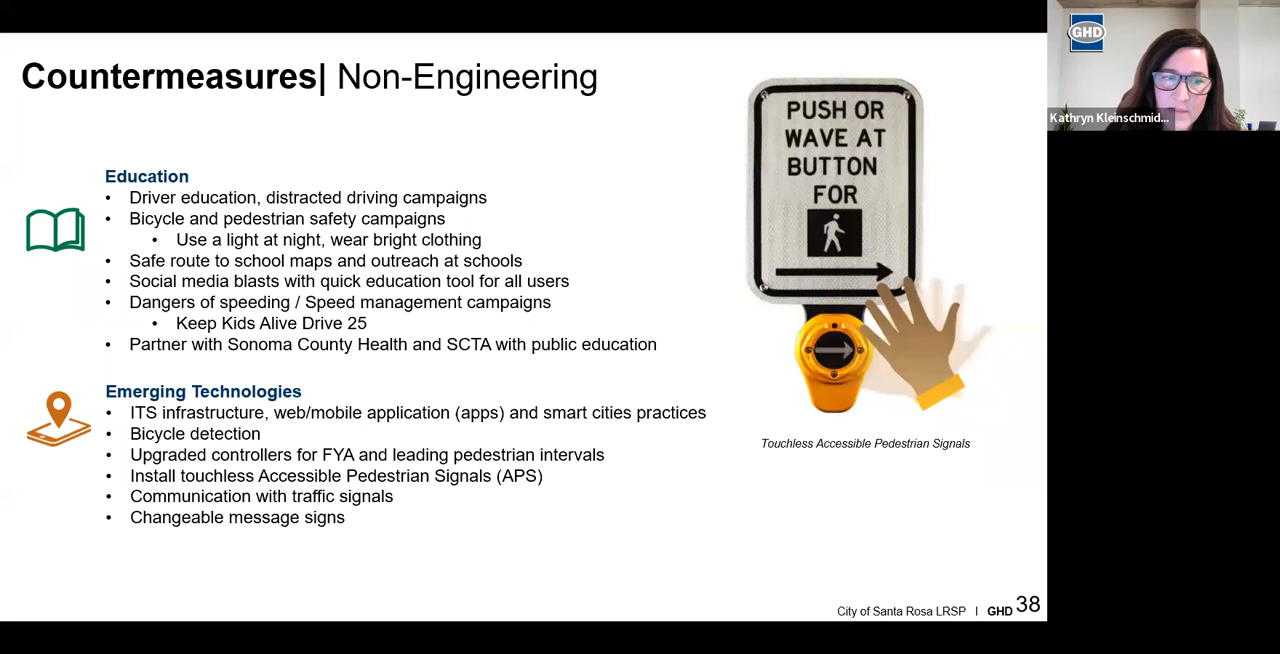 Countermeasures| Non-Engineering
Education
• Driver education, distracted driving campaigns
• Bicycle and pedestrian safety campaigns
• Use a light at night, wear bright clothing
• Safe route to school maps and outreach at schools
• Social media blasts with quick education tool for all users
• Dangers of speeding / Speed management campaigns
• Keep Kids Alive Drive 25
• Partner with Sonoma County Health and SCTA with public education
Emerging Technologies
• ITS infrastructure, web/mobile application (apps) and smart cities practices
• Bicycle detection
• Upgraded controllers for FYA and leading pedestrian intervals
• Install touchless Accessible Pedestrian Signals (APS)
• Communication with traffic signals
• Changeable message signs
PUSH OR
WAVE AT
BUTTON
FOR
Touchless Accessible Pedestrian Signals
City of Santa Rosa LRSP | GHD 38
GHD
Kathryn Kleinschmid...